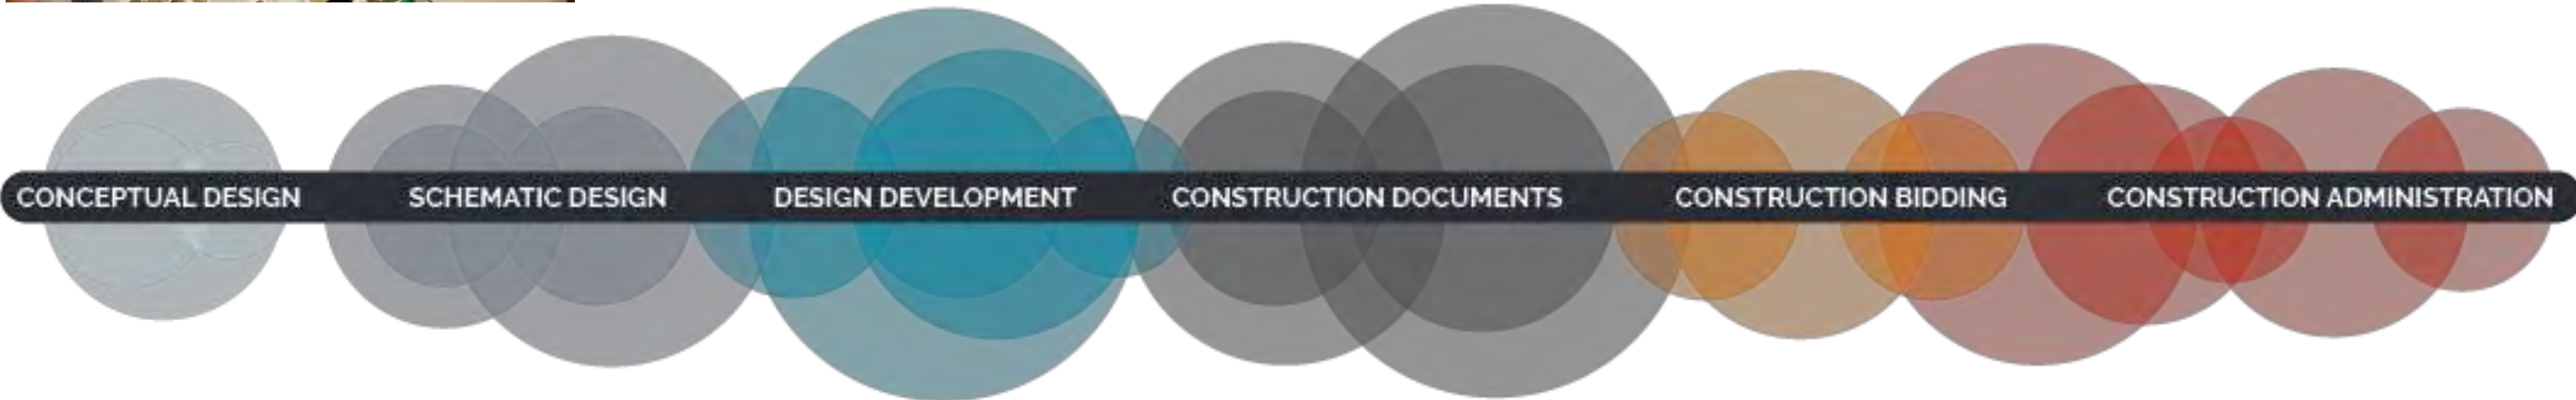 CONCEPTUAL DESIGN SCHEMATIC DESIGN DESIGN DEVELOPMENT CONSTRUCTION DOCUMENTS CONSTRUCTION BIDDING CONSTRUCTION ADMINISTRATION